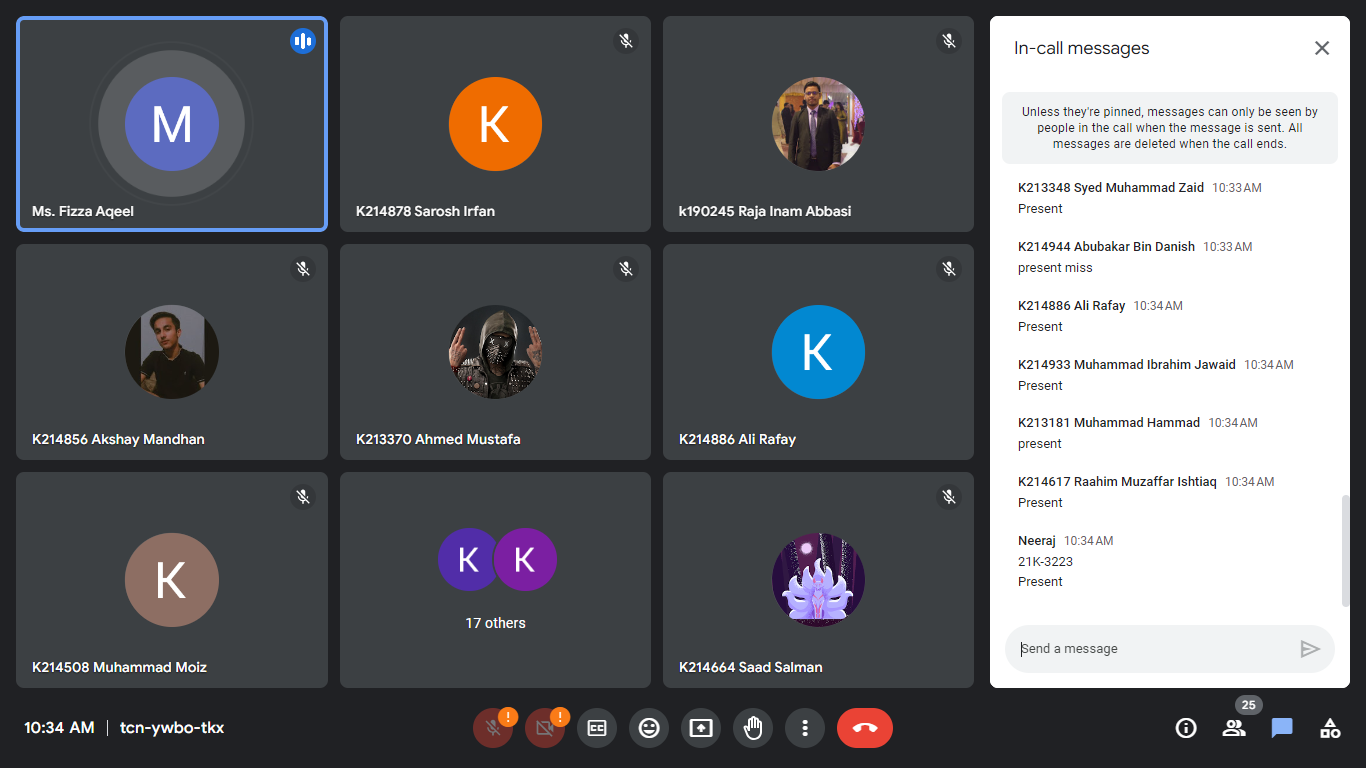 M
Ms. Fizza Aqeel
K
K214878 Sarosh Irfan
k190245 Raja Inam Abbasi
K214856 Akshay Mandhan
K213370 Ahmed Mustafa
K
K214886 Ali Rafay
K
K214508 Muhammad Moiz
K K
17 others
K214664 Saad Salman
In-call messages
Unless they're pinned, messages can only be seen by
people in the call when the message is sent. All
messages are deleted when the call ends.
K213348 Syed Muhammad Zaid 10:33 AM
Present
K214944 Abubakar Bin Danish 10:33 AM
present miss
K214886 Ali Rafay 10:34 AM
Present
K214933 Muhammad Ibrahim Jawaid 10:34 AM
Present
K213181 Muhammad Hammad 10:34 AM
present
K214617 Raahim Muzaffar Ishtiaq 10:34 AM
Present
Neeraj 10:34 AM
21K-3223
Present
Send a message
10:34 AM | tcn-ywbo-tkx
! !
CC
25